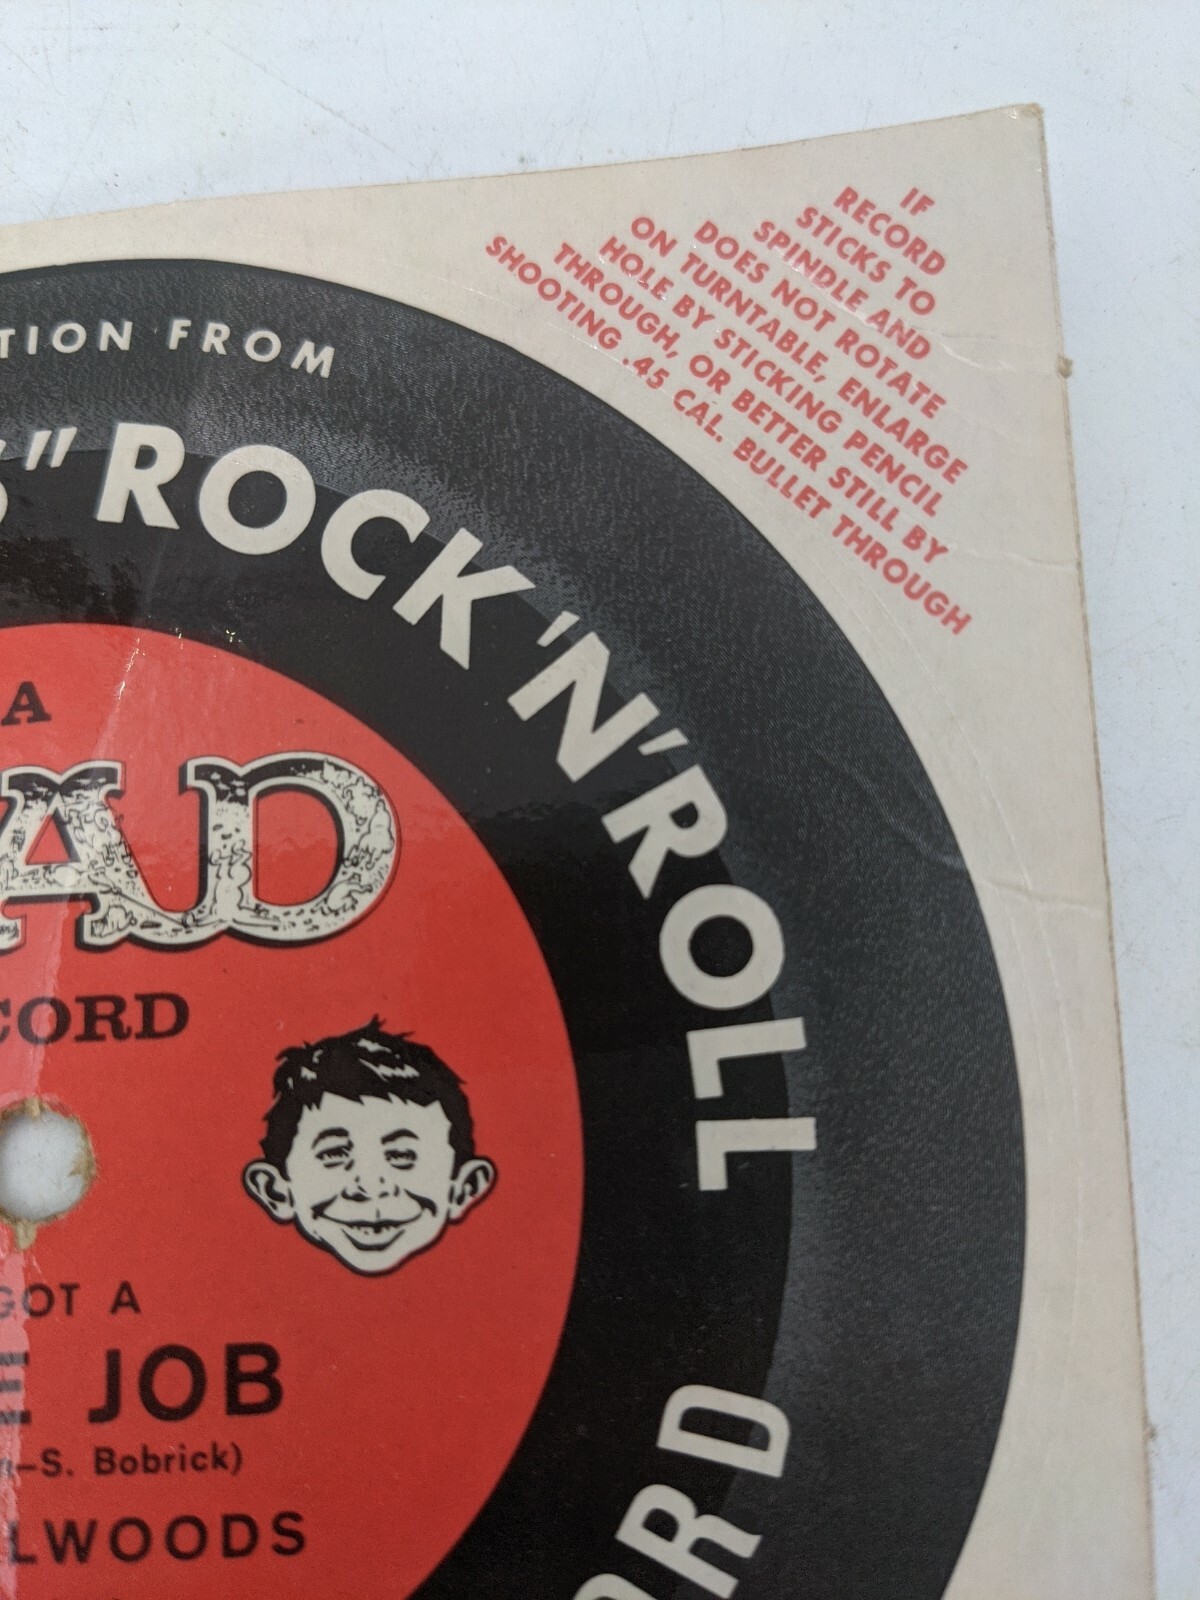 IF
RECORD
STICKS TO
SPINDLE AND
DOES NOT ROTATE
ON TURNTABLE, ENLARGE
HOLE BY STICKING PENCIL
THROUGH, OR BETTER STILL BY
SHOOTING .45 CAL. BULLET THROUGH
TION FROM
" ROCK 'N' ROLL
A
AD
CORD
GOT A
E JOB
–S. Bobrick)
LWOODS
ORD